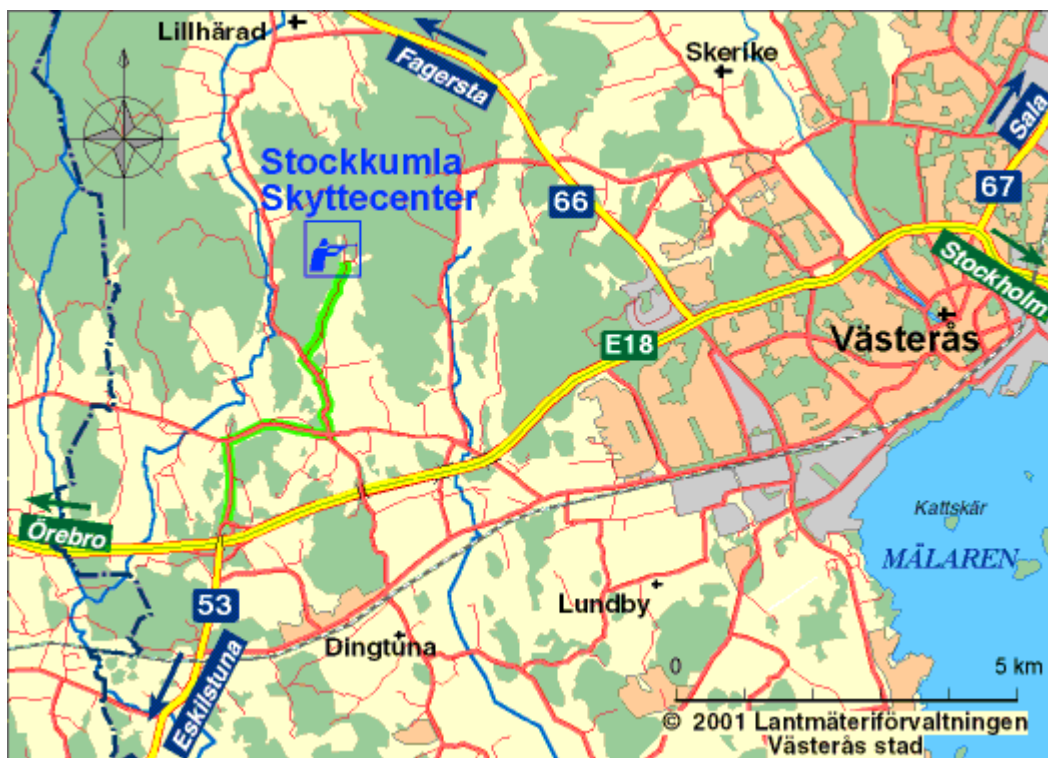 Lillhärad
Fagersta
Skerike
Sala
Stockkumla
Skyttecenter
66
67
Stockholm
E18
Västerås
Örebro
Kattskär
MÄLAREN
53
Lundby
Dingtuna
Eskilstuna
0 5 km
© 2001 Lantmäteriförvaltningen
Västerås stad